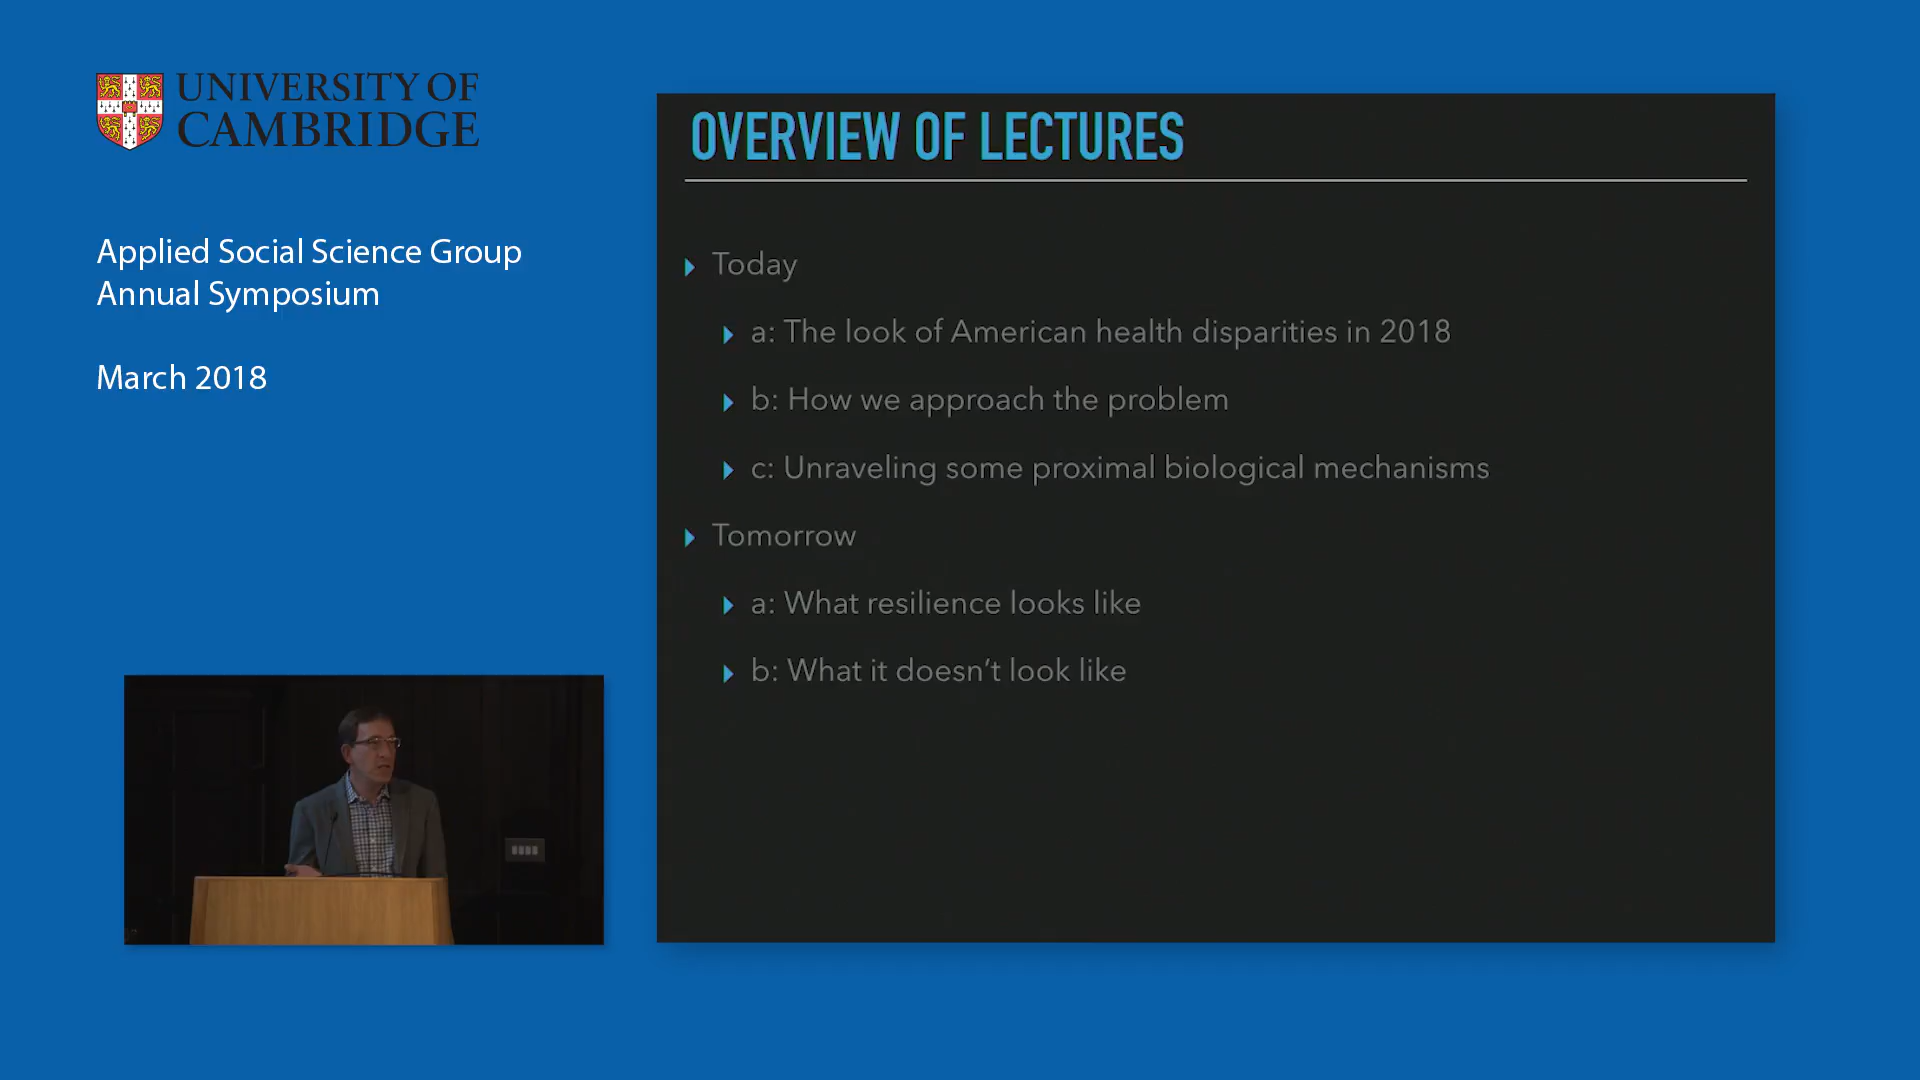 UNIVERSITY OF
CAMBRIDGE
Applied Social Science Group
Annual Symposium
March 2018
OVERVIEW OF LECTURES
Today
a: The look of American health disparities in 2018
b: How we approach the problem
c: Unraveling some proximal biological mechanisms
Tomorrow
a: What resilience looks like
b: What it doesn’t look like